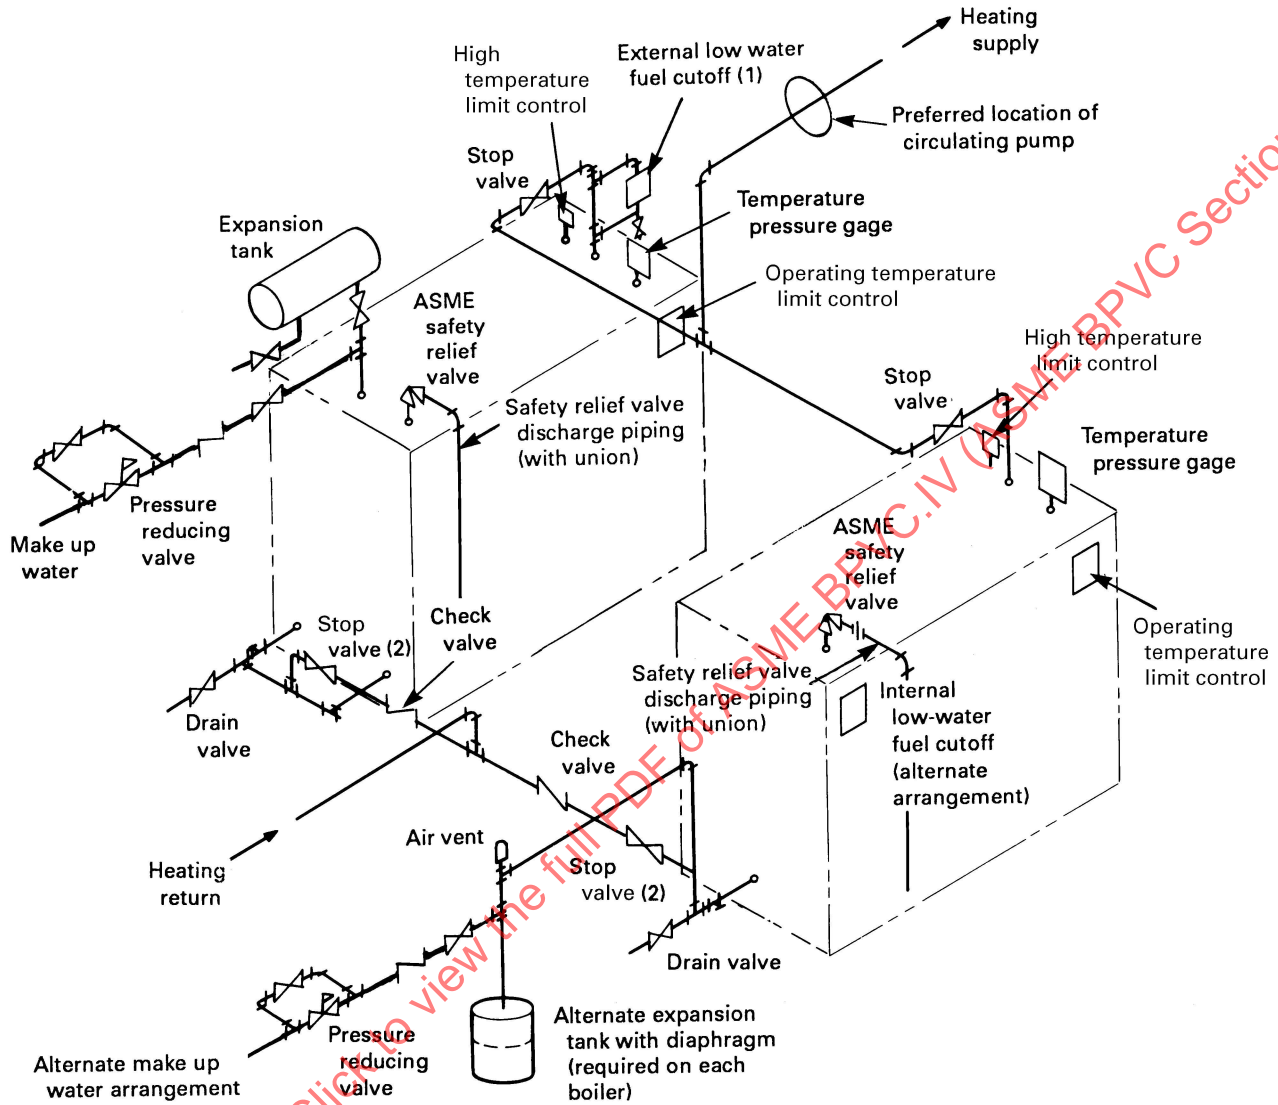 Heating
supply
High
temperature
limit control
External low water
fuel cutoff (1)
Preferred location of
circulating pump
Stop
valve
Temperature
pressure gage
Expansion
tank
Operating temperature
limit control
ASME
safety
relief
valve
High temperature
limit control
Stop
valve
Safety relief valve
discharge piping
(with union)
Temperature
pressure gage
Pressure
reducing
valve
Make up
water
ASME
safety
relief
valve
Check
valve
Stop
valve (2)
Operating
temperature
limit control
Safety relief valve
discharge piping
(with union)
Internal
low-water
fuel cutoff
(alternate
arrangement)
Drain
valve
Check
valve
Air vent
Heating
return
Stop
valve (2)
Drain valve
Alternate expansion
tank with diaphragm
(required on each
boiler)
Pressure
reducing
valve
Alternate make up
water arrangement
Click to view the full PDF of ASME BPVC.IV (ASME BPVC Section